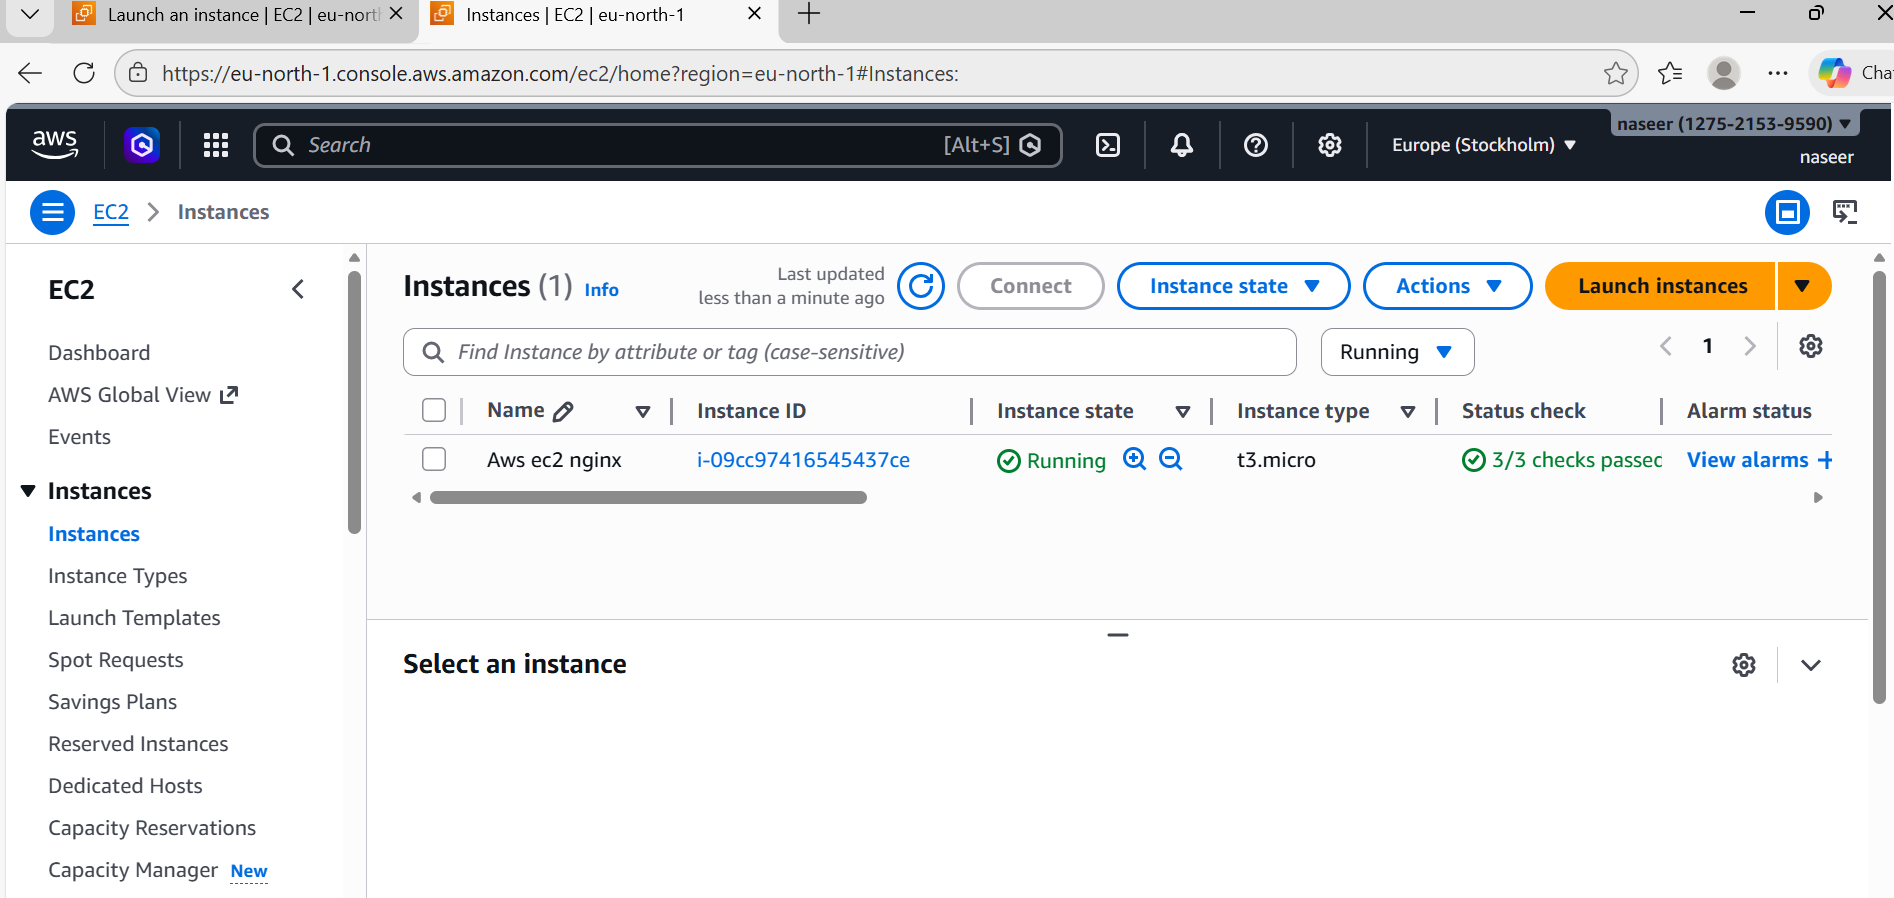 Launch an instance | EC2 | eu-nort
Instances | EC2 | eu-north-1
https://eu-north-1.console.aws.amazon.com/ec2/home?region=eu-north-1#Instances:
Cha
aws
Search
[Alt+S]
Europe (Stockholm)
naseer (1275-2153-9590)
naseer
EC2
Instances
EC2
Dashboard
AWS Global View
Events
Instances
Instances
Instance Types
Launch Templates
Spot Requests
Savings Plans
Reserved Instances
Dedicated Hosts
Capacity Reservations
Capacity Manager New
Instances (1) Info
Last updated
less than a minute ago
Connect
Instance state
Actions
Launch instances
Find Instance by attribute or tag (case-sensitive)
Running
1
Name Instance ID Instance state Instance type Status check Alarm status
Aws ec2 nginx i-09cc97416545437ce Running t3.micro 3/3 checks passed View alarms +
Select an instance